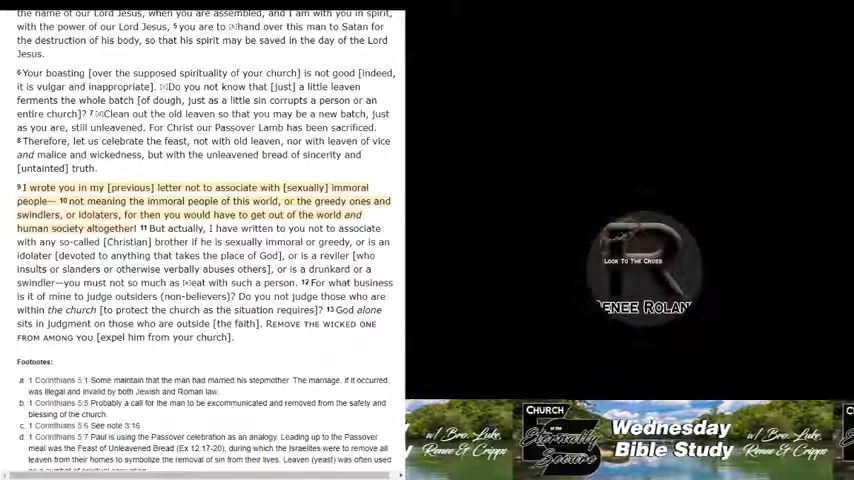 the name of our Lord Jesus, when you are assembled, and I am with you in spirit,
with the power of our Lord Jesus, 5 you are to [b]hand over this man to Satan for
the destruction of his body, so that his spirit may be saved in the day of the Lord
Jesus.
6 Your boasting [over the supposed spirituality of your church] is not good [indeed,
it is vulgar and inappropriate]. [c]Do you not know that [just] a little leaven
ferments the whole batch [of dough, just as a little sin corrupts a person or an
entire church]? 7 [d]Clean out the old leaven so that you may be a new batch, just
as you are, still unleavened. For Christ our Passover Lamb has been sacrificed.
8 Therefore, let us celebrate the feast, not with old leaven, nor with leaven of vice
and malice and wickedness, but with the unleavened bread of sincerity and
[untainted] truth.
9 I wrote you in my [previous] letter not to associate with [sexually] immoral
people— 10 not meaning the immoral people of this world, or the greedy ones and
swindlers, or idolaters, for then you would have to get out of the world and
human society altogether! 11 But actually, I have written to you not to associate
with any so-called [Christian] brother if he is sexually immoral or greedy, or is an
idolater [devoted to anything that takes the place of God], or is a reviler [who
insults or slanders or otherwise verbally abuses others], or is a drunkard or a
swindler—you must not so much as [e]eat with such a person. 12 For what business
is it of mine to judge outsiders (non-believers)? Do you not judge those who are
within the church [to protect the church as the situation requires]? 13 God alone
sits in judgment on those who are outside [the faith]. REMOVE THE WICKED ONE
FROM AMONG YOU [expel him from your church].
Footnotes:
a 1 Corinthians 5:1 Some maintain that the man had married his stepmother. The marriage, if it occurred,
was illegal and invalid by both Jewish and Roman law.
b 1 Corinthians 5:5 Probably a call for the man to be excommunicated and removed from the safety and
blessing of the church.
c 1 Corinthians 5:6 See note 3:16
d 1 Corinthians 5:7 Paul is using the Passover celebration as an analogy. Leading up to the Passover
meal was the Feast of Unleavened Bread (Ex 12:17-20), during which the Israelites were to remove all
leaven from their homes to symbolize the removal of sin from their lives. Leaven (yeast) was often used
as a symbol of spiritual corruption.
R
LOOK TO THE CROSS
RENEE ROLAN
w/ Bro. Luke,
Renee & Cripps
CHURCH
of the
Eternally
Secure
Wednesday
Bible Study
w/ Bro. Luke,
Renee & Cripps